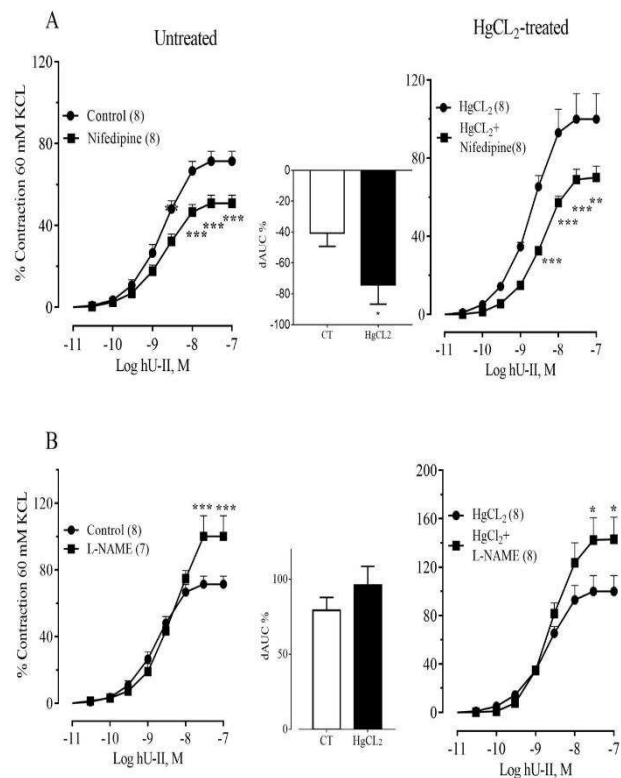 A
Untreated
HgCL2-treated
% Contraction 60 mM KCL
120
80
40
0
Control (8)
Nifedipine (8)
**
***
***
***
-11
-10
-9
-8
-7
Log hU-II, M
dAUC %
0
-20
-40
-60
-80
-100
*
CT
HgCL2
120
80
40
0
HgCL2 (8)
HgCL2+
Nifedipine(8)
***
***
***
**
-11
-10
-9
-8
-7
Log hU-II, M
B
% Contraction 60 mM KCL
120
80
40
0
Control (8)
L-NAME (7)
*** ***
-11
-10
-9
-8
-7
Log hU-II, M
dAUC %
100
50
0
CT
HgCL2
200
160
120
80
40
0
HgCL2 (8)
HgCl2+
L-NAME (8)
* *
-11
-10
-9
-8
-7
Log hU-II, M